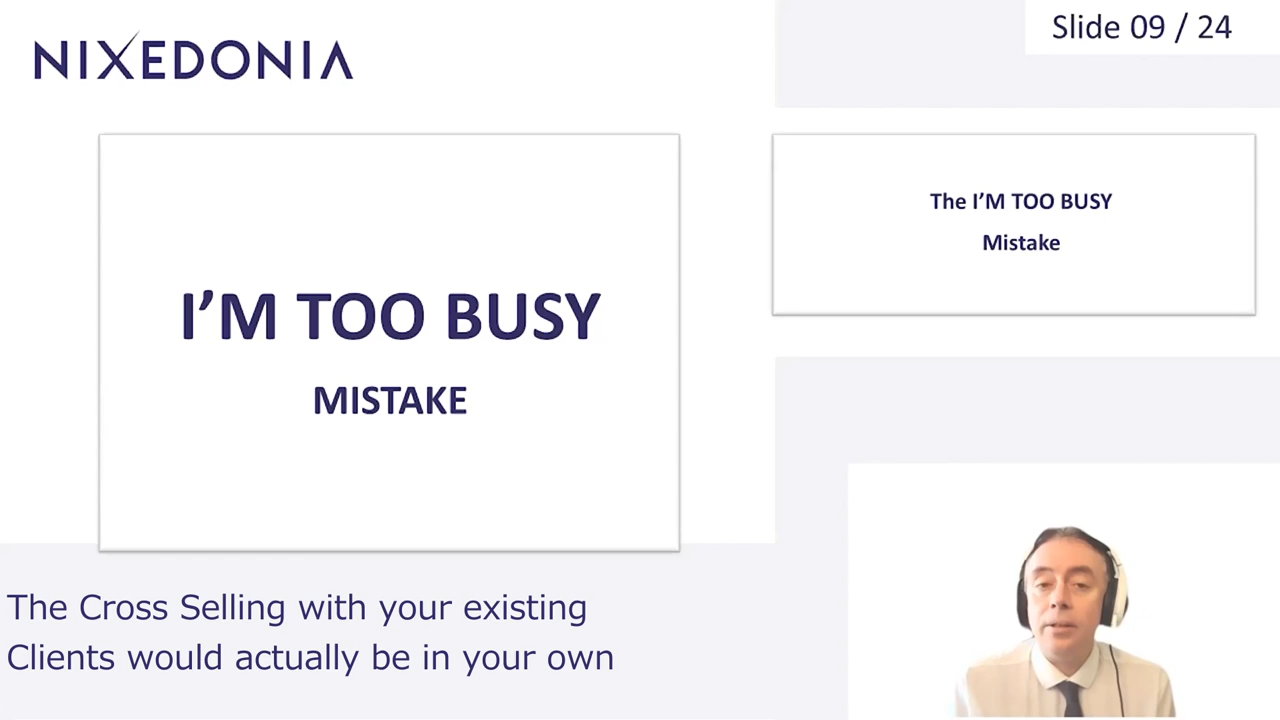 NIXEDONIA
Slide 09 / 24
I’M TOO BUSY
MISTAKE
The I’M TOO BUSY
Mistake
The Cross Selling with your existing
Clients would actually be in your own